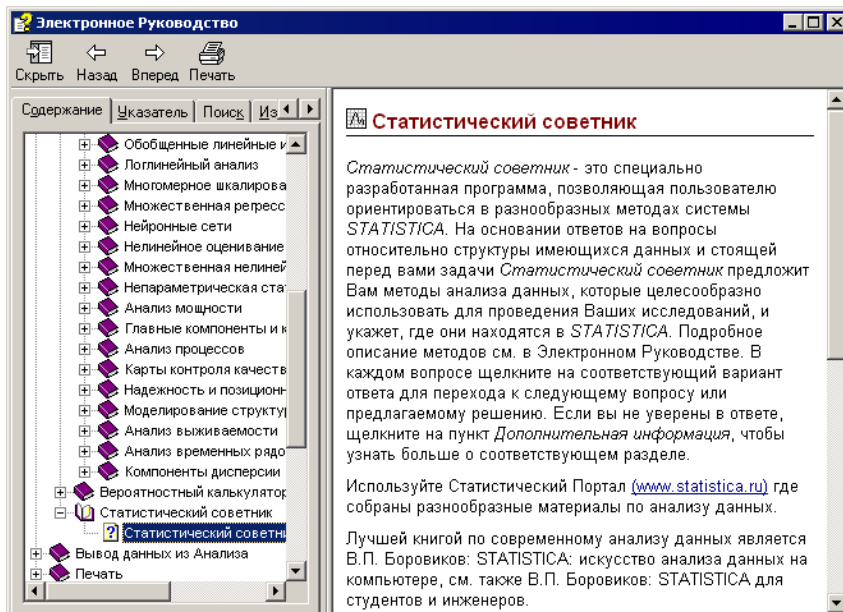 Электронное Руководство
Скрыть Назад Вперед Печать
Содержание Указатель Поиск Из
Обобщенные линейные и
Логлинейный анализ
Многомерное шкалирова
Множественная регресс
Нейронные сети
Нелинейное оценивание
Множественная нелиней
Непараметрическая ста
Анализ мощности
Главные компоненты и к
Анализ процессов
Карты контроля качеств
Надежность и позиционн
Моделирование структу
Анализ выживаемости
Анализ временных рядо
Компоненты дисперсии
Вероятностный калькулятор
Статистический советник
Статистический советни
Вывод данных из Анализа
Печать
Статистический советник
Статистический советник - это специально
разработанная программа, позволяющая пользователю
ориентироваться в разнообразных методах системы
STATISTICA. На основании ответов на вопросы
относительно структуры имеющихся данных и стоящей
перед вами задачи Статистический советник предложит
Вам методы анализа данных, которые целесообразно
использовать для проведения Ваших исследований, и
укажет, где они находятся в STATISTICA. Подробное
описание методов см. в Электронном Руководстве. В
каждом вопросе щелкните на соответствующий вариант
ответа для перехода к следующему вопросу или
предлагаемому решению. Если вы не уверены в ответе,
щелкните на пункт Дополнительная информация, чтобы
узнать больше о соответствующем разделе.
Используйте Статистический Портал (www.statistica.ru) где
собраны разнообразные материалы по анализу данных.
Лучшей книгой по современному анализу данных является
В.П. Боровиков: STATISTICA: искусство анализа данных на
компьютере, см. также В.П. Боровиков: STATISTICA для
студентов и инженеров.